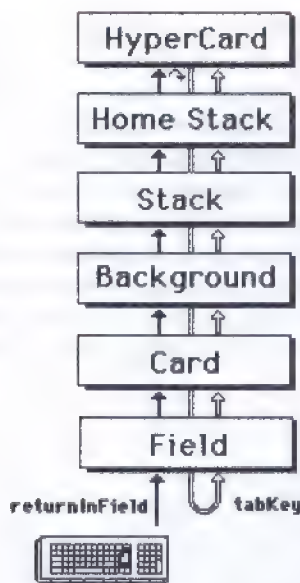 HyperCard
Home Stack
Stack
Background
Card
Field
returnInField tabKey